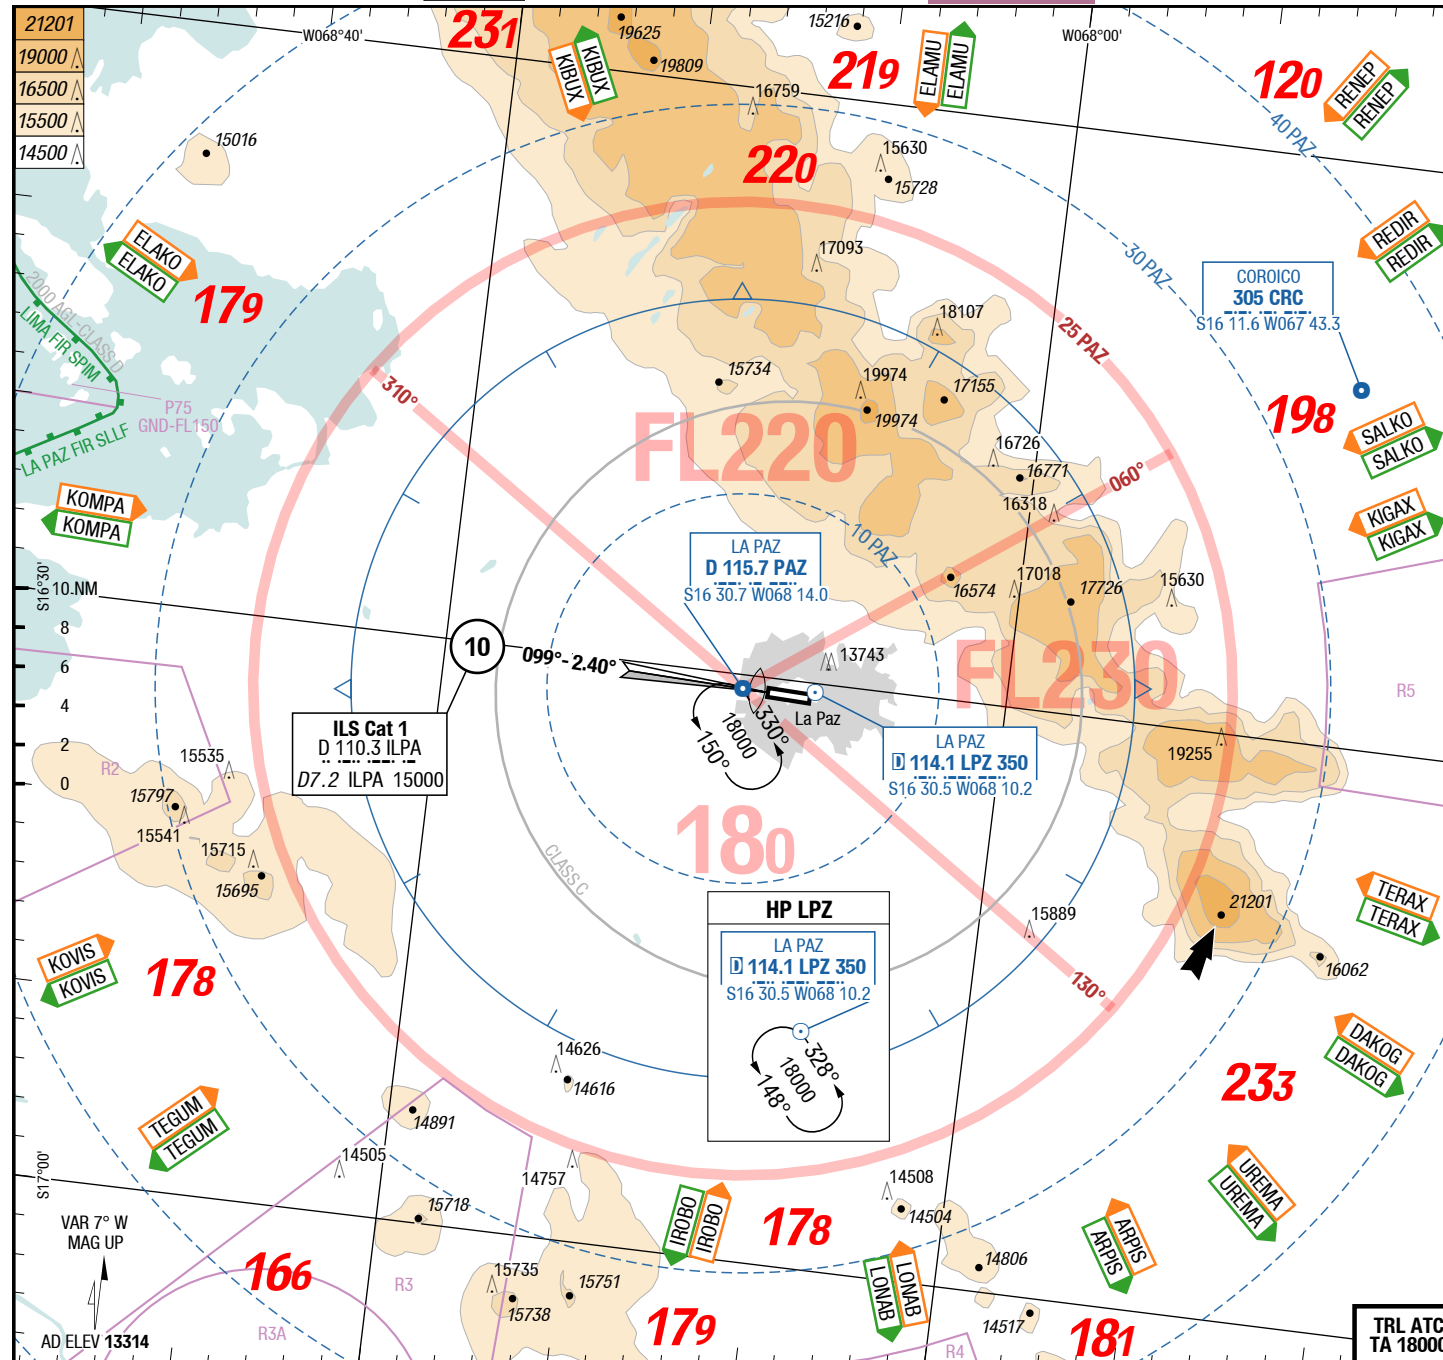 21201
19000
16500
15500
14500
W068°40'
231
19625
19809
KIBUX
KIBUX
15216
219
ELAMU
ELAMU
W068°00'
120
RENEP
RENEP
40 PAZ
16759
15016
220
15630
15728
ELAKO
ELAKO
179
17093
30 PAZ
REDIR
REDIR
COROICO
305 CRC
S16 11.6 W067 43.3
2000 AGL-CLASS D
LIMA FIR SPIM
LA PAZ FIR SLLF
P75
GND-FL150
18107
25 PAZ
310°
15734
19974
17155
19974
198
SALKO
SALKO
FL220
16726
16771
060°
16318
KOMPA
KOMPA
KIGAX
KIGAX
10 PAZ
LA PAZ
D 115.7 PAZ
S16 30.7 W068 14.0
16574
17018
17726
15630
S16°30'
10 NM
8
6
4
2
0
10
099°-2.40°
13743
FL230
La Paz
R5
ILS Cat 1
D 110.3 ILPA
D7.2 ILPA 15000
330°
18000
150°
LA PAZ
D 114.1 LPZ 350
S16 30.5 W068 10.2
19255
R2
15535
15797
15541
15715
15695
180
CLASS C
HP LPZ
LA PAZ
D 114.1 LPZ 350
S16 30.5 W068 10.2
328°
18000
148°
15889
21201
TERAX
TERAX
16062
130°
KOVIS
KOVIS
178
DAKOG
DAKOG
14626
14616
233
14891
TEGUM
TEGUM
14505
14757
S17°00'
15718
14508
14504
UREMA
UREMA
IROBO
IROBO
178
ARPIS
ARPIS
VAR 7° W
MAG UP
166
R3
15735
15751
15738
LONAB
LONAB
14806
14517
AD ELEV 13314
R3A
179
R4
181
TRL ATC
TA 18000